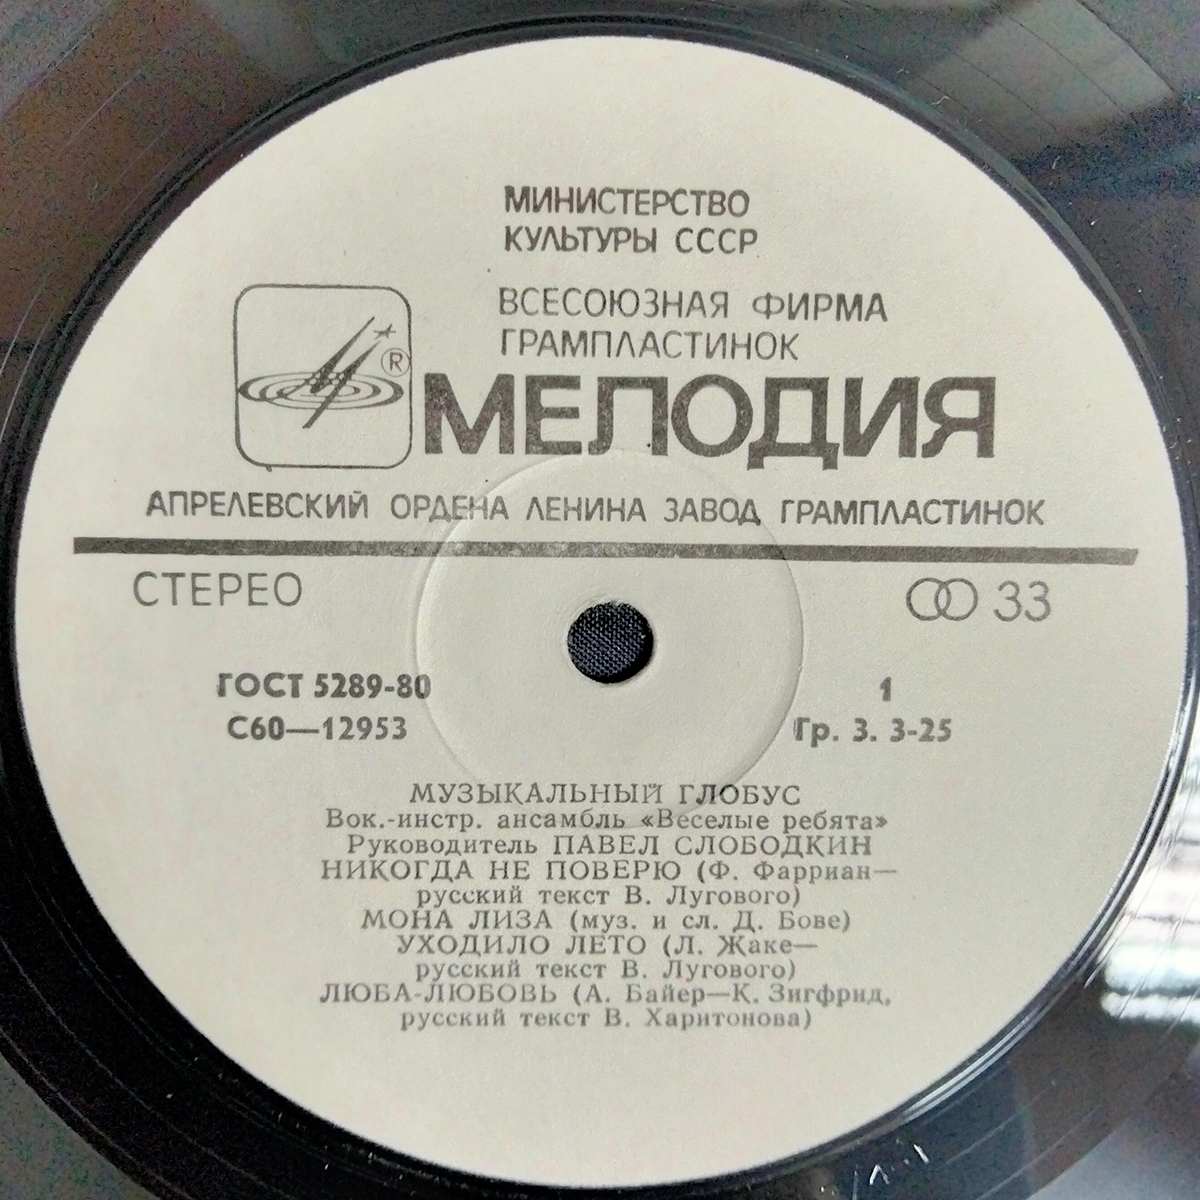 МИНИСТЕРСТВО
КУЛЬТУРЫ СССР
ВСЕСОЮЗНАЯ ФИРМА
ГРАМПЛАСТИНОК
®
МЕЛОДИЯ
АПРЕЛЕВСКИЙ ОРДЕНА ЛЕНИНА ЗАВОД ГРАМПЛАСТИНОК
СТЕРЕО
33
ГОСТ 5289-80
1
С60—12953
Гр. 3. 3-25
МУЗЫКАЛЬНЫЙ ГЛОБУС
Вок.-инстр. ансамбль «Веселые ребята»
Руководитель ПАВЕЛ СЛОБОДКИН
НИКОГДА НЕ ПОВЕРЮ (Ф. Фарриан—
русский текст В. Лугового)
МОНА ЛИЗА (муз. и сл. Д. Бове)
УХОДИЛО ЛЕТО (Л. Жаке—
русский текст В. Лугового)
ЛЮБА-ЛЮБОВЬ (А. Байер—К. Зигфрид,
русский текст В. Харитонова)